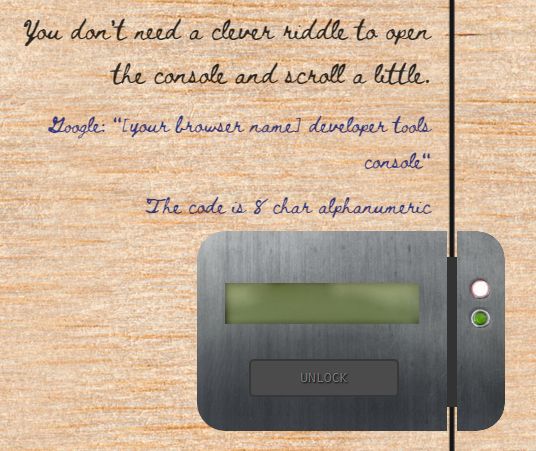 You don't need a clever riddle to open
the console and scroll a little.
Google: "[your browser name] developer tools
console"
The code is 8 char alphanumeric
UNLOCK